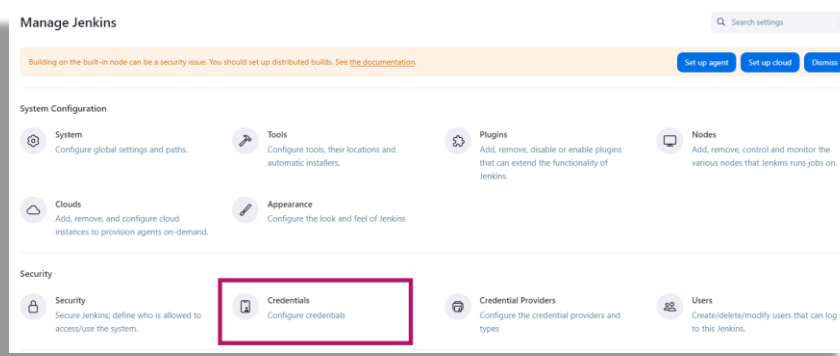 Manage Jenkins
Search settings
Building on the built-in node can be a security issue. You should set up distributed builds. See the documentation.
Set up agent
Set up cloud
Dismiss
System Configuration
System
Configure global settings and paths.
Tools
Configure tools, their locations and
automatic installers.
Plugins
Add, remove, disable or enable plugins
that can extend the functionality of
Jenkins.
Nodes
Add, remove, control and monitor the
various nodes that Jenkins runs jobs on.
Clouds
Add, remove, and configure cloud
instances to provision agents on-demand.
Appearance
Configure the look and feel of Jenkins
Security
Security
Secure Jenkins; define who is allowed to
access/use the system.
Credentials
Configure credentials
Credential Providers
Configure the credential providers and
types
Users
Create/delete/modify users that can log
to this Jenkins.